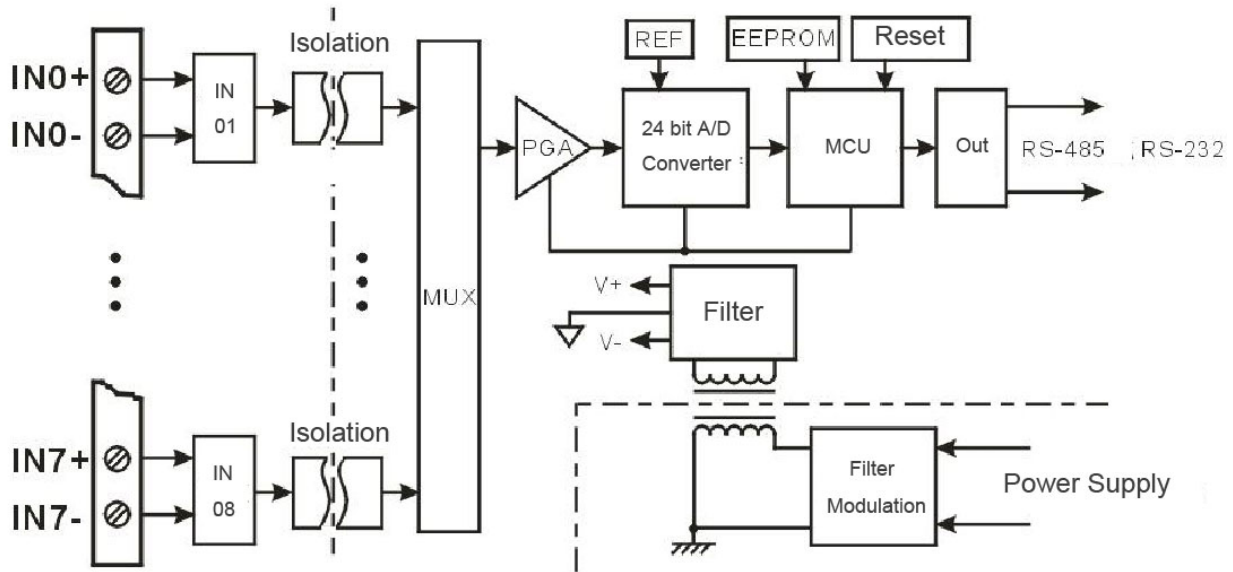 Isolation
REF
EEPROM
Reset
IN0+
IN0-
IN
01
PGA
24 bit A/D
Converter
MCU
Out
RS-485 , RS-232
MUX
V+
V-
Filter
Isolation
IN7+
IN7-
IN
08
Filter
Modulation
Power Supply